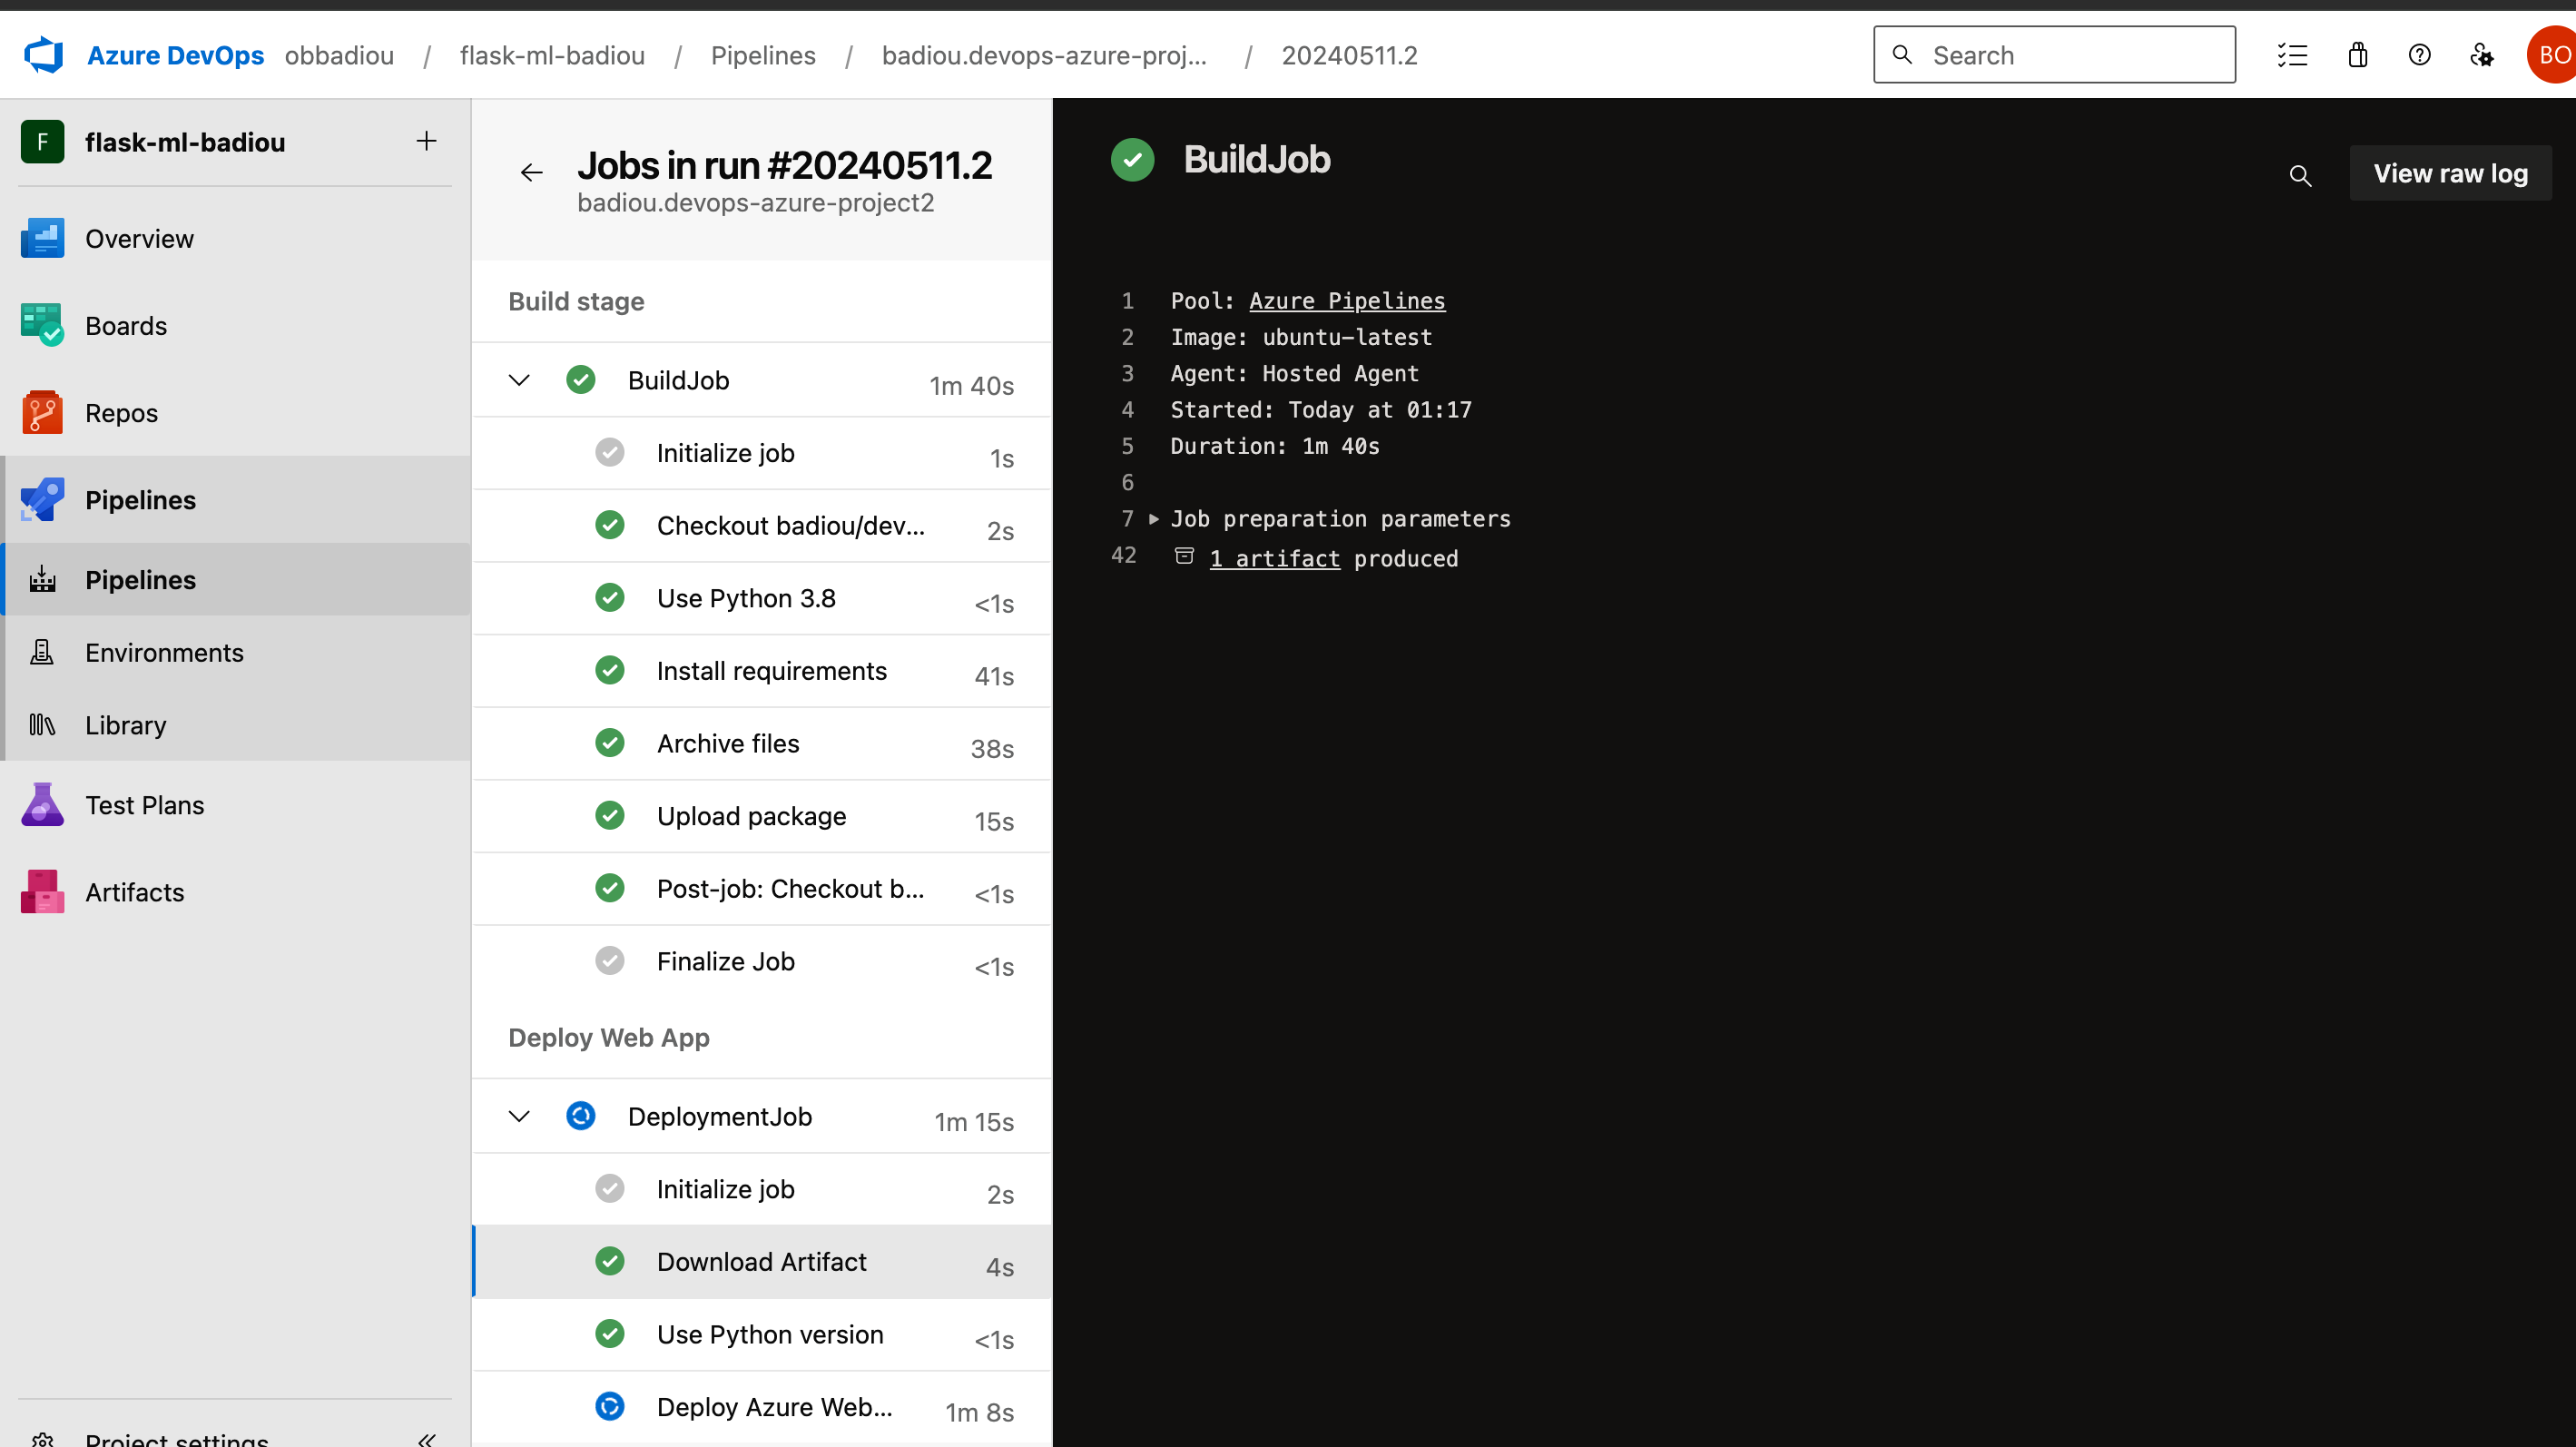 Azure DevOps obbadiou / flask-ml-badiou / Pipelines / badiou.devops-azure-proj... / 20240511.2
Search
BO
F flask-ml-badiou
Overview
Boards
Repos
Pipelines
Pipelines
Environments
Library
Test Plans
Artifacts
Project settings
Jobs in run #20240511.2
badiou.devops-azure-project2
Build stage
BuildJob 1m 40s
Initialize job 1s
Checkout badiou/dev... 2s
Use Python 3.8 <1s
Install requirements 41s
Archive files 38s
Upload package 15s
Post-job: Checkout b... <1s
Finalize Job <1s
Deploy Web App
DeploymentJob 1m 15s
Initialize job 2s
Download Artifact 4s
Use Python version <1s
Deploy Azure Web... 1m 8s
BuildJob
View raw log
1 Pool: Azure Pipelines
2 Image: ubuntu-latest
3 Agent: Hosted Agent
4 Started: Today at 01:17
5 Duration: 1m 40s
6
7 Job preparation parameters
42 1 artifact produced